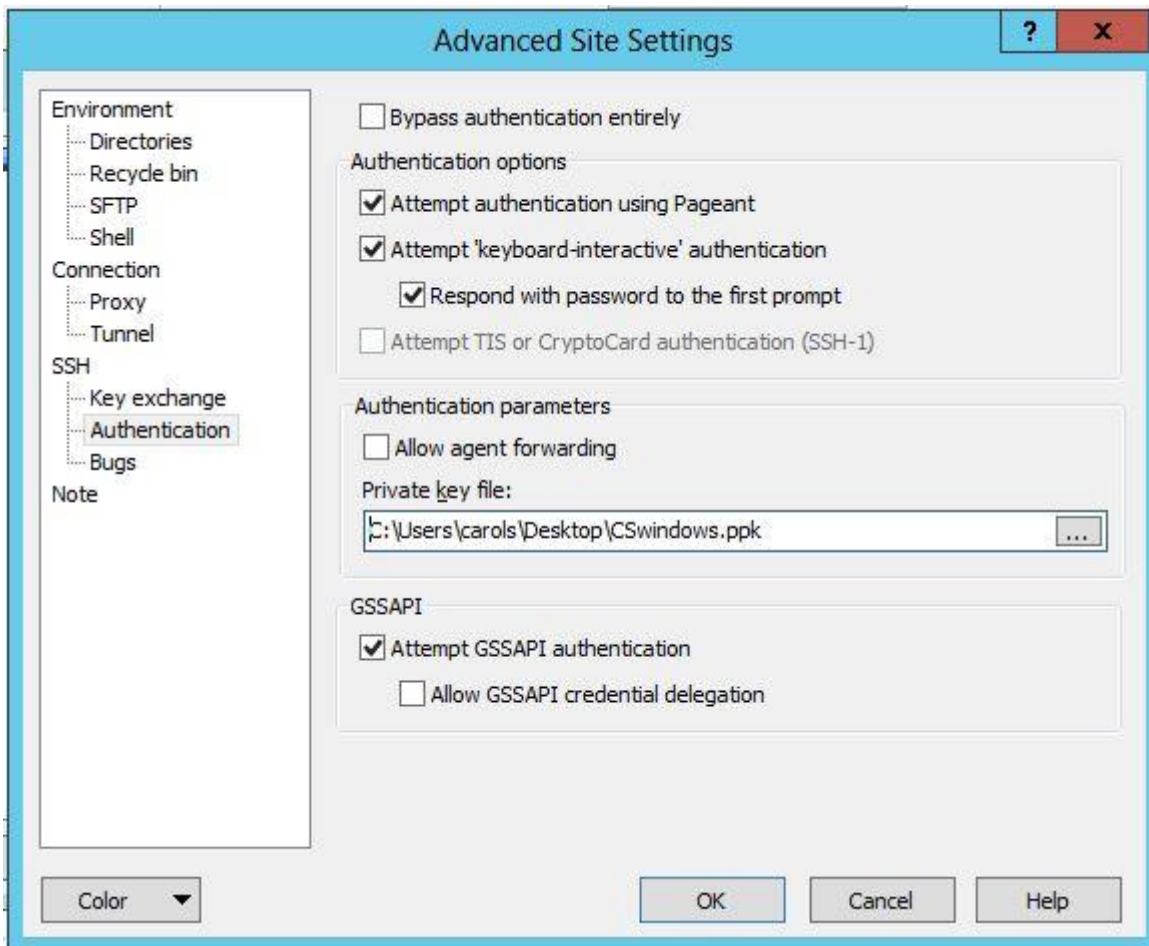 Advanced Site Settings
?
x
Environment
Directories
Recycle bin
SFTP
Shell
Connection
Proxy
Tunnel
SSH
Key exchange
Authentication
Bugs
Note
Bypass authentication entirely
Authentication options
Attempt authentication using Pageant
Attempt 'keyboard-interactive' authentication
Respond with password to the first prompt
Attempt TIS or CryptoCard authentication (SSH-1)
Authentication parameters
Allow agent forwarding
Private key file:
C:\Users\carols\Desktop\CSwindows.ppk
...
GSSAPI
Attempt GSSAPI authentication
Allow GSSAPI credential delegation
Color
OK
Cancel
Help